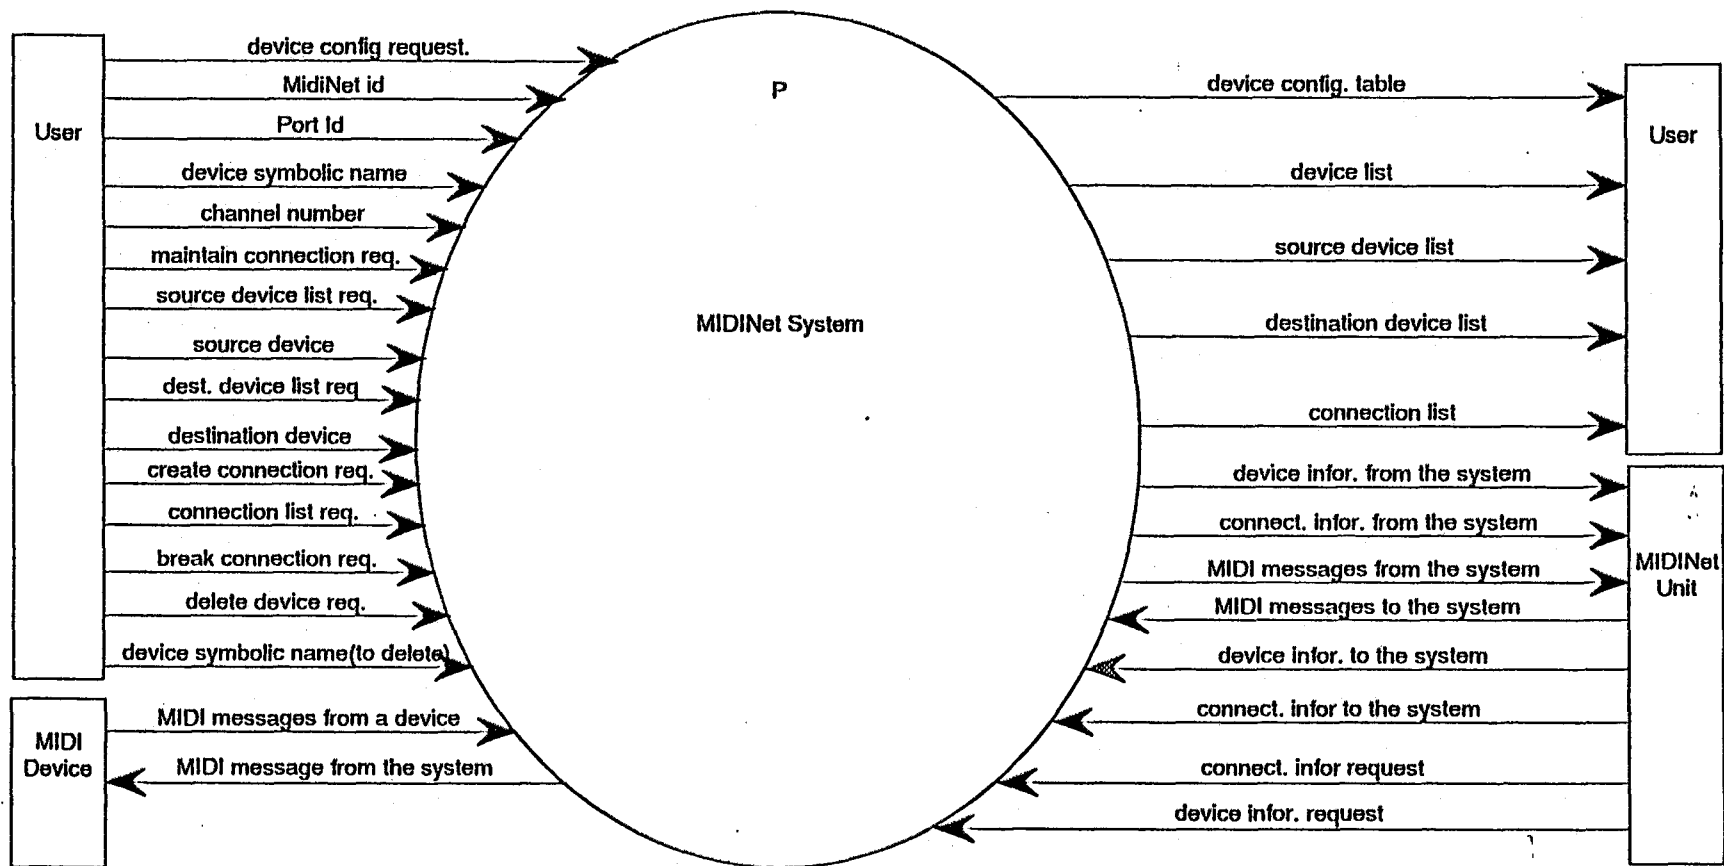 User
device config request.
MidiNet id
Port Id
device symbolic name
channel number
maintain connection req.
source device list req.
source device
dest. device list req
destination device
create connection req.
connection list req.
break connection req.
delete device req.
device symbolic name(to delete)
MIDI
Device
MIDI messages from a device
MIDI message from the system
P
MIDINet System
device config. table
device list
source device list
destination device list
connection list
User
device infor. from the system
connect. infor. from the system
MIDI messages from the system
MIDI messages to the system
device infor. to the system
connect. infor to the system
connect. infor request
device infor. request
MIDINet
Unit